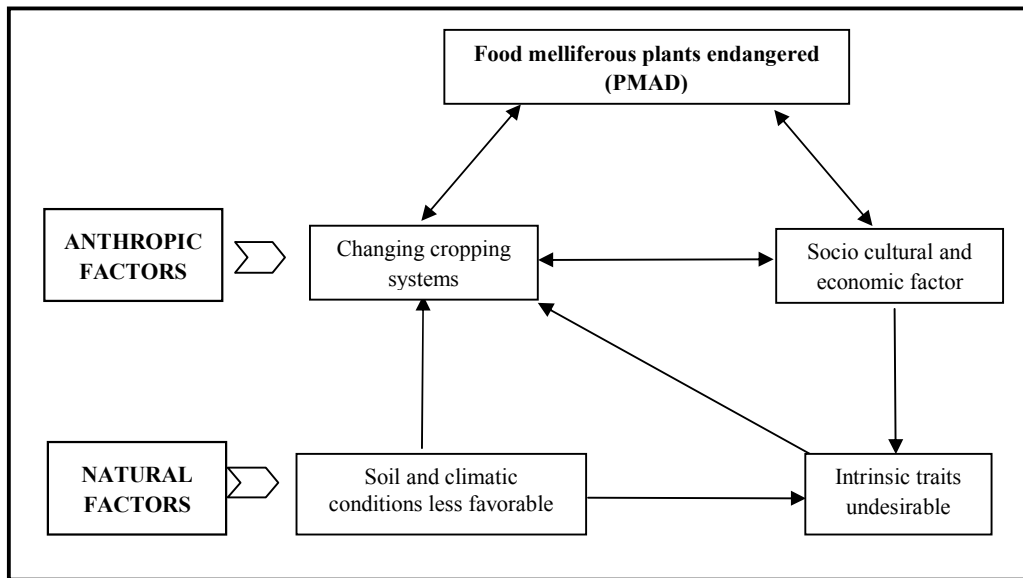 Food melliferous plants endangered
(PMAD)
ANTHROPIC
FACTORS
Changing cropping
systems
Socio cultural and
economic factor
NATURAL
FACTORS
Soil and climatic
conditions less favorable
Intrinsic traits
undesirable